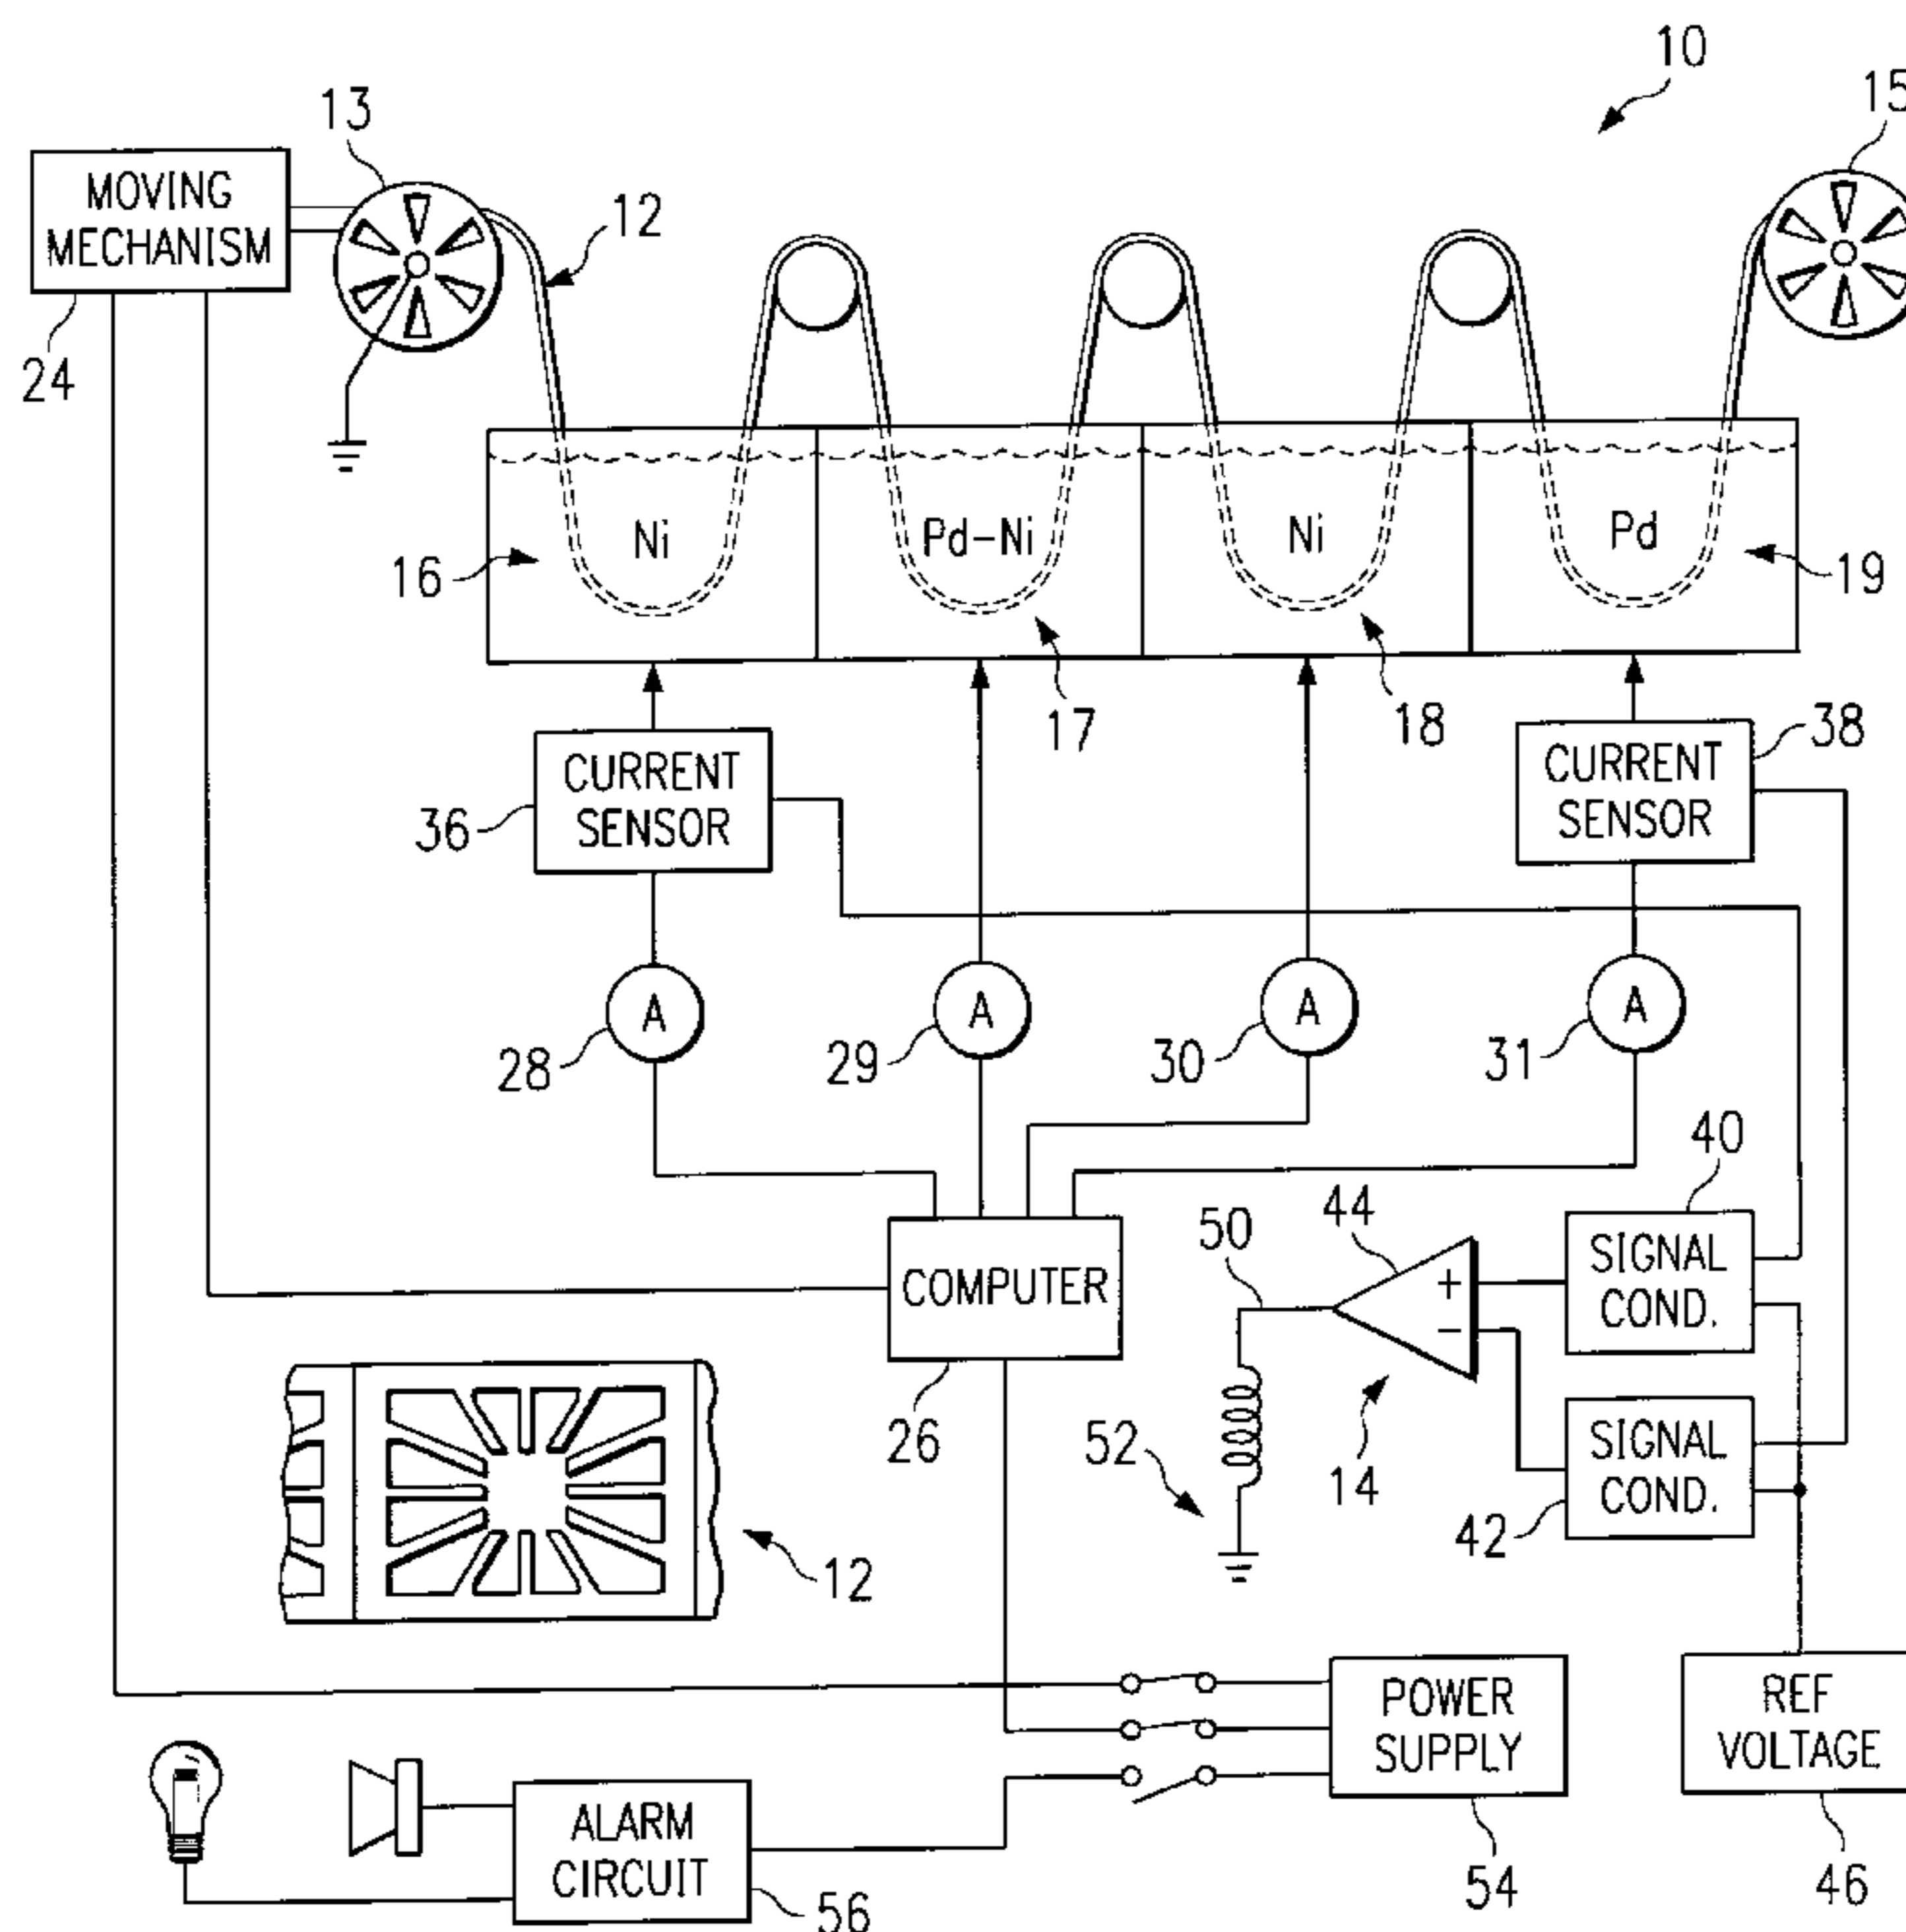 10
13
15
MOVING
MECHANISM
12
24
Ni
Pd-Ni
Ni
Pd
16
19
17
18
CURRENT
SENSOR
36
CURRENT
SENSOR
38
A
A
A
A
28
29
30
31
40
44
50
SIGNAL
COND.
+
−
COMPUTER
26
52
14
SIGNAL
COND.
42
12
POWER
SUPPLY
REF
VOLTAGE
ALARM
CIRCUIT
54
46
56